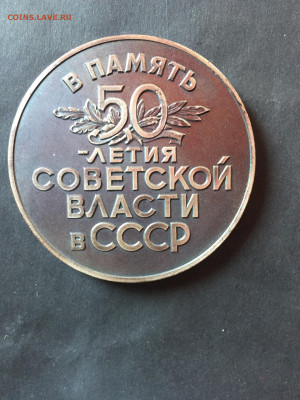 COINS.LAVE.RU
В ПАМЯТЬ
50
-ЛЕТИЯ
СОВЕТСКОЙ
ВЛАСТИ
в СССР